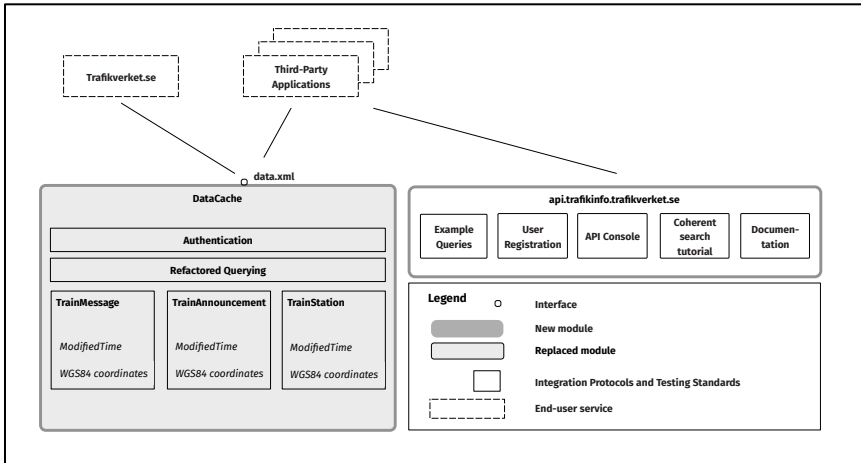 Trafikverket.se
Third-Party
Applications
data.xml
DataCache
Authentication
Refactored Querying
TrainMessage
ModifiedTime
WGS84 coordinates
TrainAnnouncement
ModifiedTime
WGS84 coordinates
TrainStation
ModifiedTime
WGS84 coordinates
api.trafikinfo.trafikverket.se
Example
Queries
User
Registration
API Console
Coherent
search
tutorial
Documen-
tation
Legend
Interface
New module
Replaced module
Integration Protocols and Testing Standards
End-user service